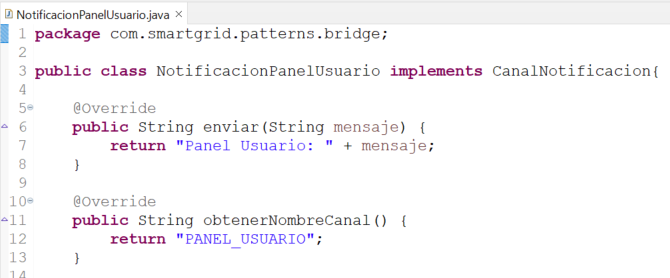 NotificacionPanelUsuario.java
1 package com.smartgrid.patterns.bridge;
2
3 public class NotificacionPanelUsuario implements CanalNotificacion{
4
5 @Override
6 public String enviar(String mensaje) {
7 return "Panel Usuario: " + mensaje;
8 }
9
10 @Override
11 public String obtenerNombreCanal() {
12 return "PANEL_USUARIO";
13 }
14